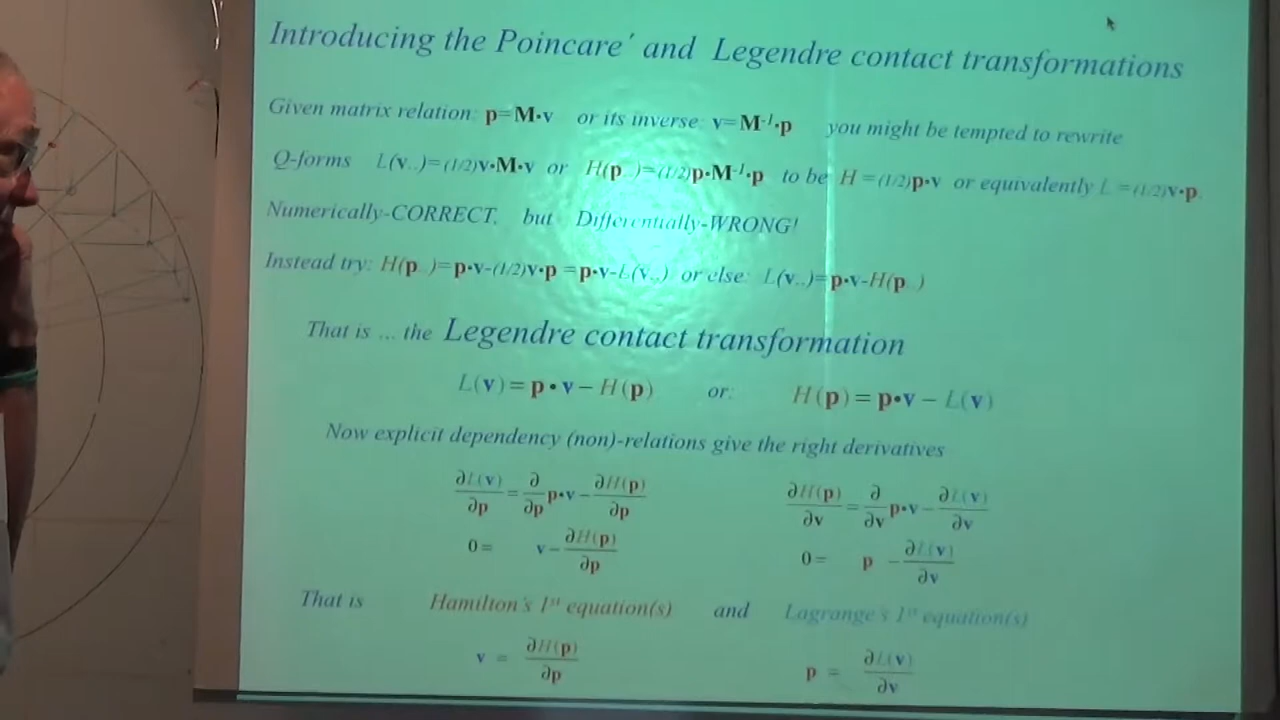 Introducing the Poincare´ and Legendre contact transformations
Given matrix relation: p=M•v or its inverse: v=M⁻¹•p you might be tempted to rewrite
Q-forms L(v..)=(1/2)v•M•v or H(p..)=(1/2)p•M⁻¹•p to be H =(1/2)p•v or equivalently L =(1/2)v•p.
Numerically-CORRECT, but Differentially-WRONG!
Instead try: H(p..)=p•v-(1/2)v•p =p•v-L(v..) or else: L(v..)=p•v-H(p..)
That is ... the Legendre contact transformation
L(v) = p • v − H(p) or: H(p) = p•v − L(v)
Now explicit dependency (non)-relations give the right derivatives
∂L(v)/∂p = ∂/∂p p•v − ∂H(p)/∂p ∂H(p)/∂v = ∂/∂v p•v − ∂L(v)/∂v
0 = v − ∂H(p)/∂p 0 = p − ∂L(v)/∂v
That is Hamilton's 1st equation(s) and Lagrange's 1st equation(s)
v = ∂H(p)/∂p p = ∂L(v)/∂v